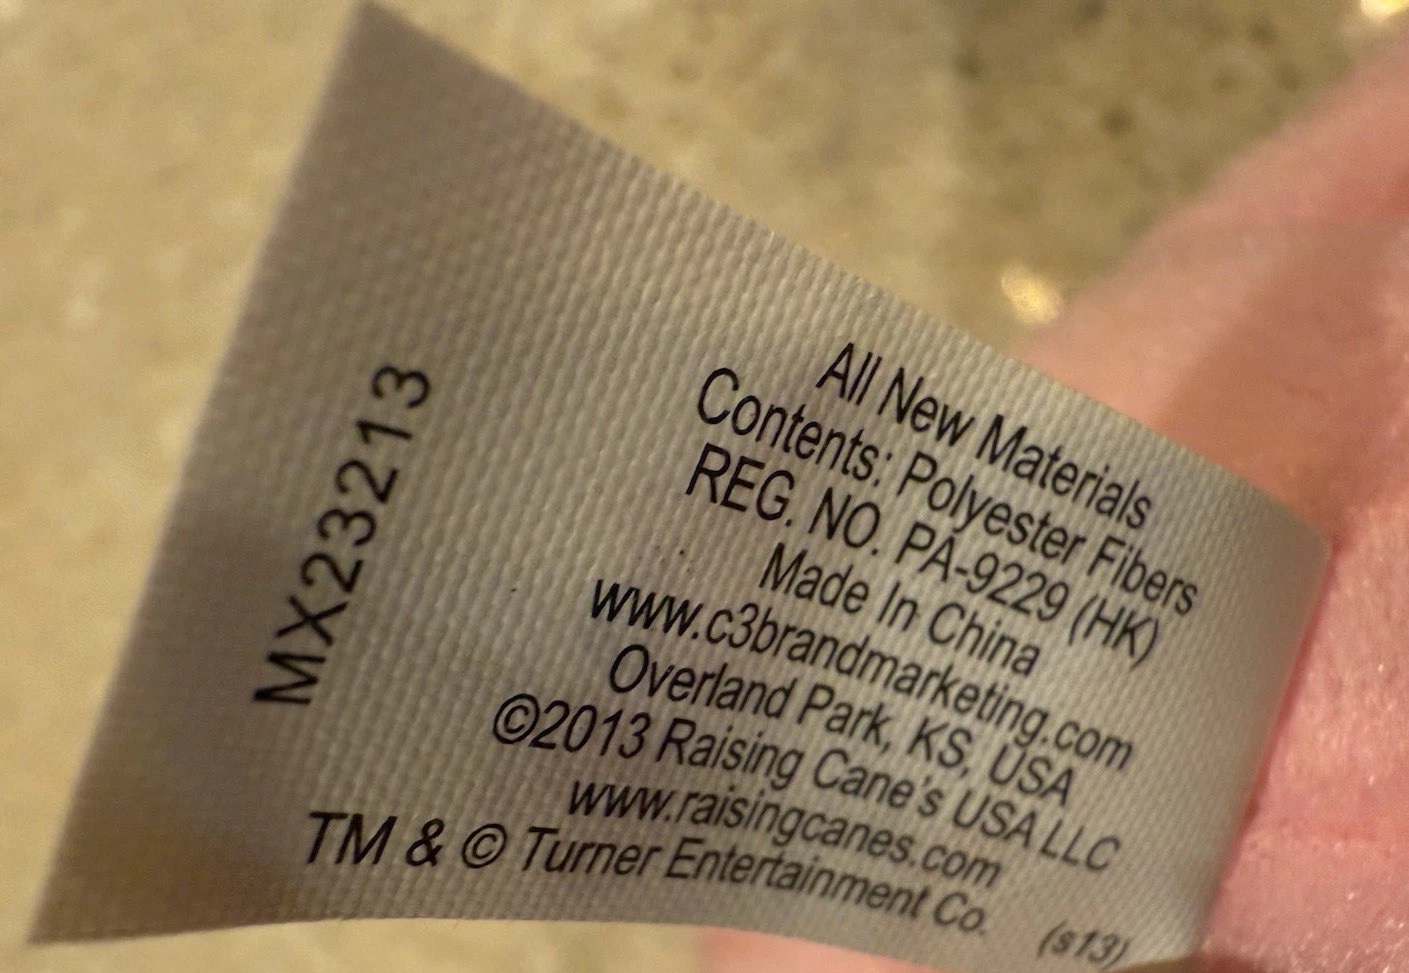 All New Materials
Contents: Polyester Fibers
REG. NO. PA-9229 (HK)
Made In China
www.c3brandmarketing.com
Overland Park, KS, USA
©2013 Raising Cane's USA LLC
www.raisingcanes.com
TM & © Turner Entertainment Co.
(s13)
MX23213